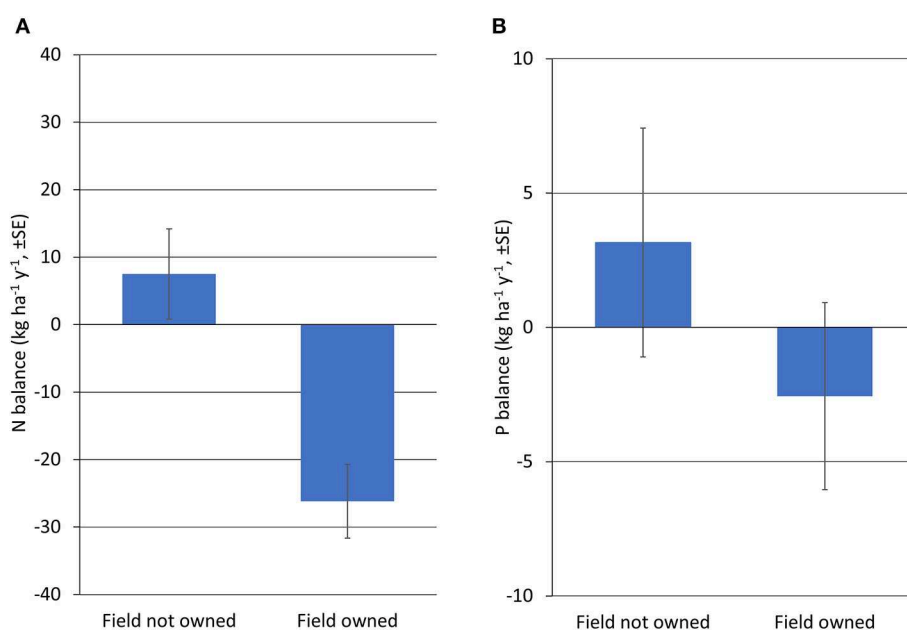 A
40
30
20
10
0
-10
-20
-30
-40
N balance (kg ha⁻¹ y⁻¹, ±SE)
Field not owned
Field owned
B
10
5
0
-5
-10
P balance (kg ha⁻¹ y⁻¹, ±SE)
Field not owned
Field owned